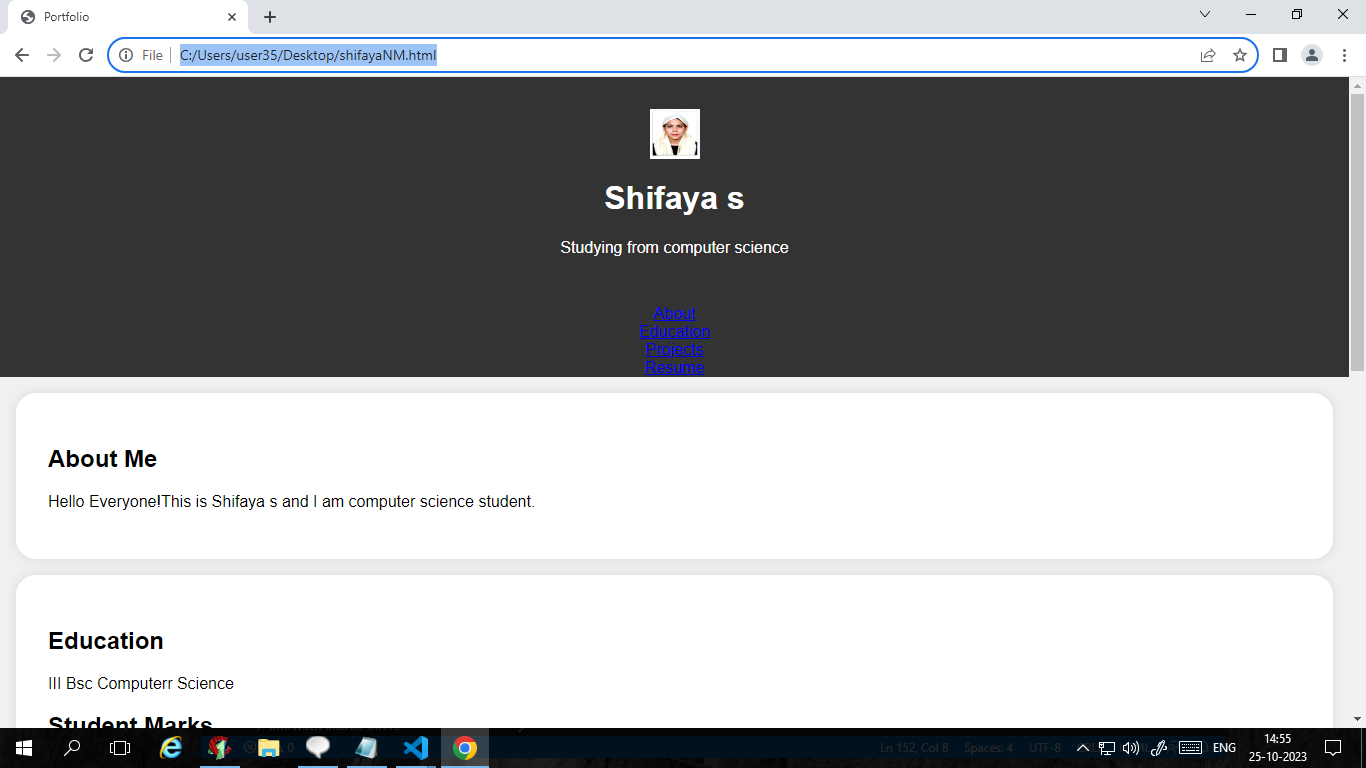 Portfolio
File
C:/Users/user35/Desktop/shifayaNM.html
Shifaya s
Studying from computer science
About
Education
Projects
Resume
About Me
Hello Everyone!This is Shifaya s and I am computer science student.
Education
III Bsc Computerr Science
Student Marks
0
Ln 152, Col 8
Spaces: 4
UTF-8
ENG
14:55
25-10-2023